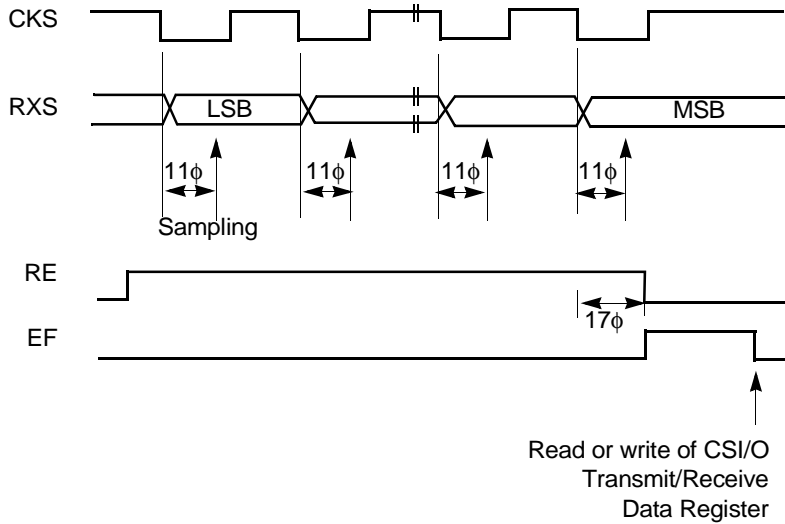 CKS
RXS
LSB
MSB
11ϕ
11ϕ
11ϕ
11ϕ
Sampling
RE
17ϕ
EF
Read or write of CSI/O
Transmit/Receive
Data Register